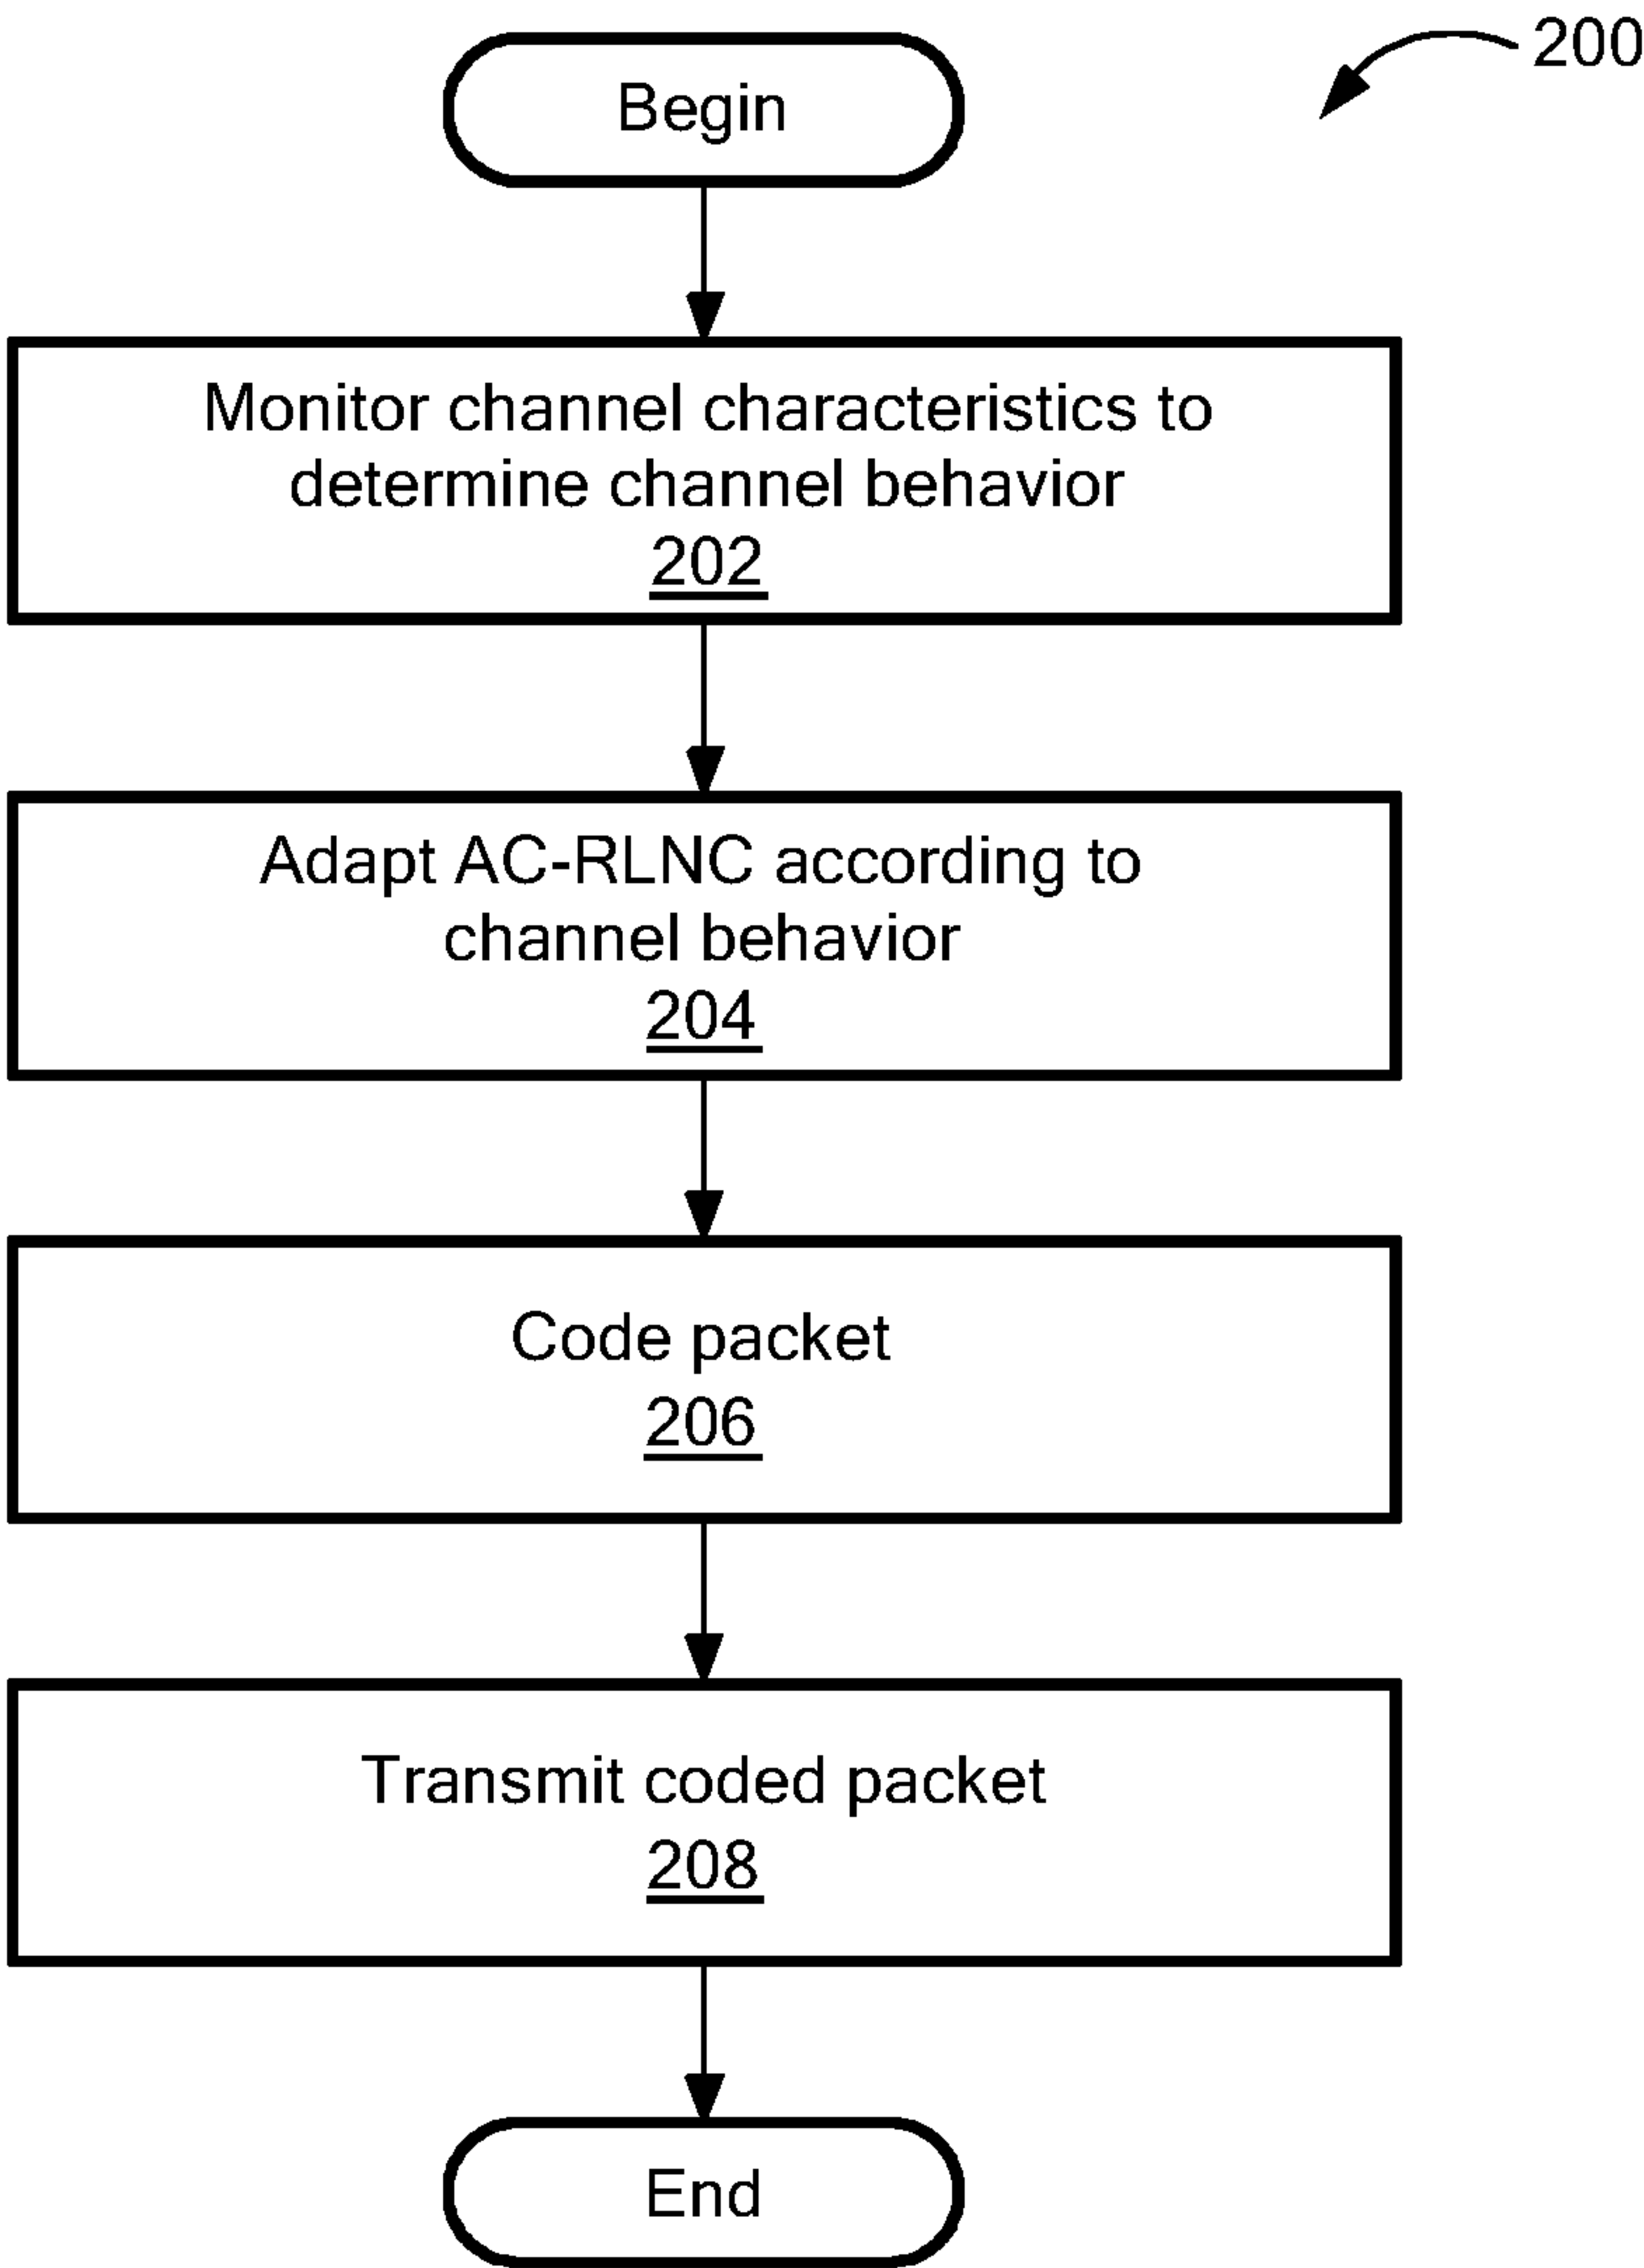 200
Begin
Monitor channel characteristics to
determine channel behavior
202
Adapt AC-RLNC according to
channel behavior
204
Code packet
206
Transmit coded packet
208
End